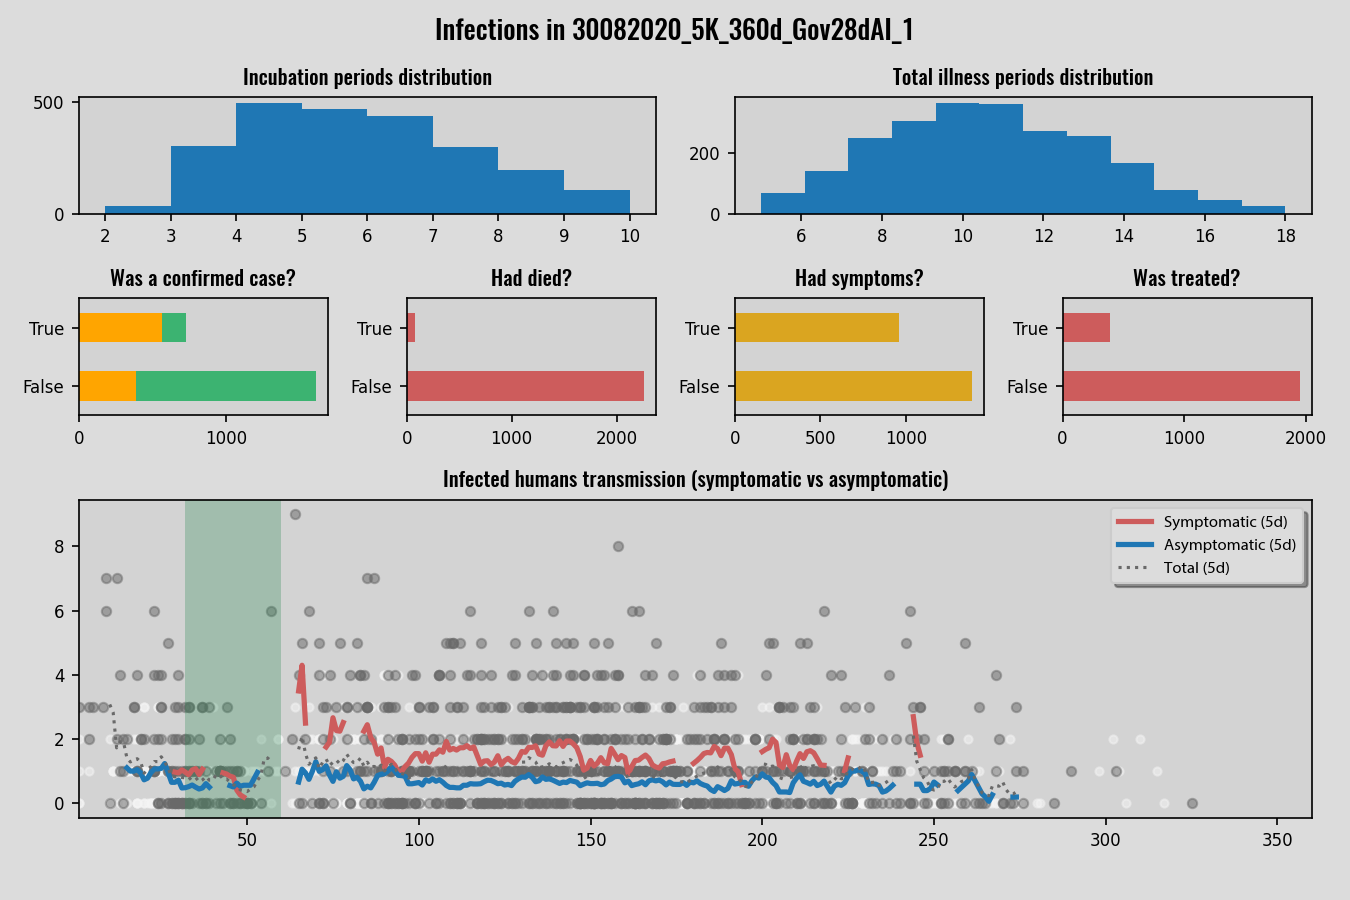 Infections in 30082020_5K_360d_Gov28dAI_1
Incubation periods distribution
Total illness periods distribution
500
0
2 3 4 5 6 7 8 9 10
200
0
6 8 10 12 14 16 18
Was a confirmed case?
Had died?
Had symptoms?
Was treated?
True
False
0 1000
True
False
0 1000 2000
True
False
0 500 1000
True
False
0 1000 2000
Infected humans transmission (symptomatic vs asymptomatic)
Symptomatic (5d)
Asymptomatic (5d)
Total (5d)
8
6
4
2
0
50 100 150 200 250 300 350